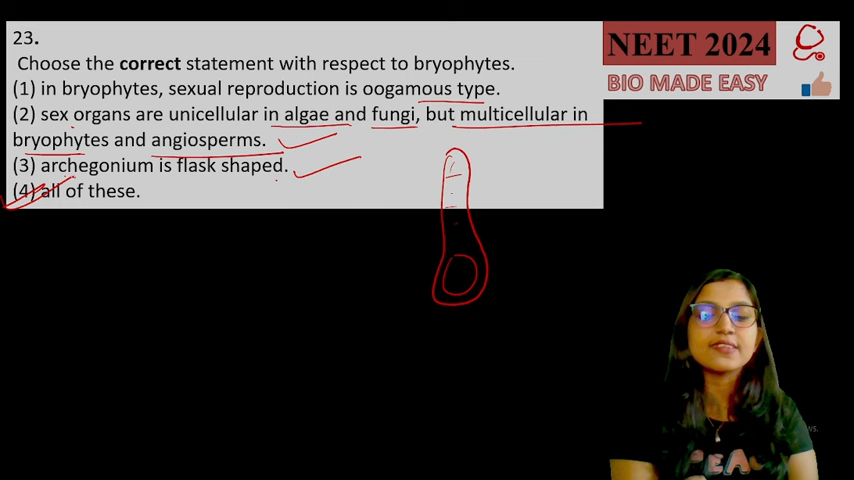 23.
Choose the correct statement with respect to bryophytes.
(1) in bryophytes, sexual reproduction is oogamous type.
(2) sex organs are unicellular in algae and fungi, but multicellular in
bryophytes and angiosperms.
(3) archegonium is flask shaped.
(4) all of these.
NEET 2024
BIO MADE EASY